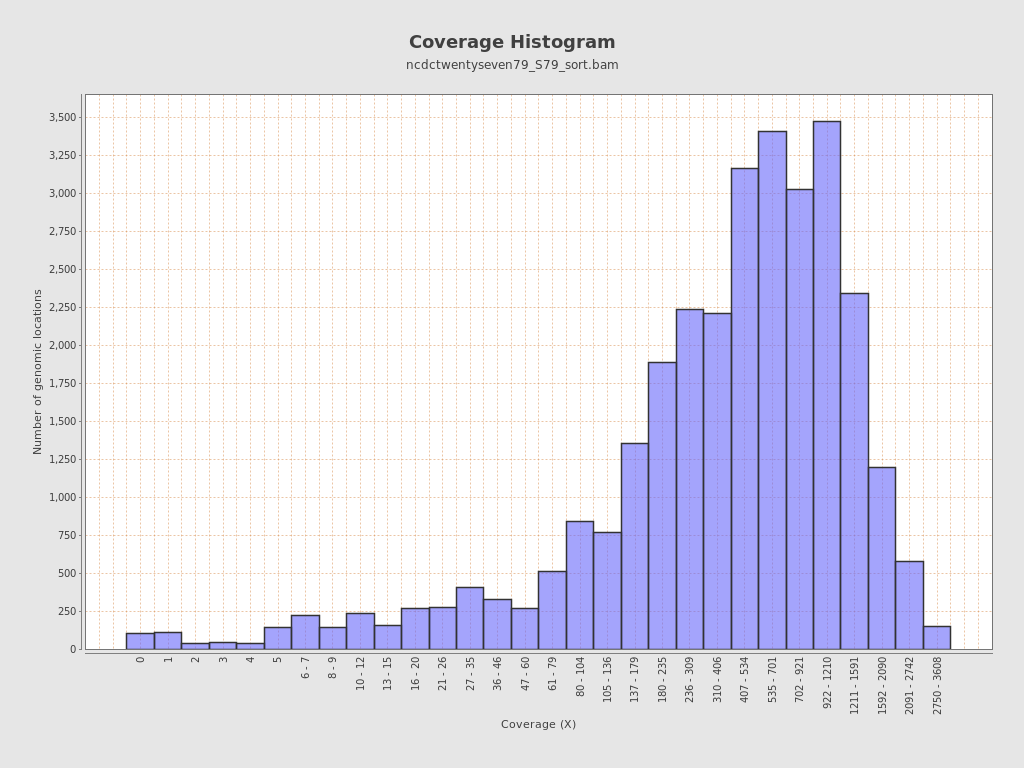 Coverage Histogram
ncdctwentyseven79_S79_sort.bam
Number of genomic locations
3,500
3,250
3,000
2,750
2,500
2,250
2,000
1,750
1,500
1,250
1,000
750
500
250
0
0
1
2
3
4
5
6 - 7
8 - 9
10 - 12
13 - 15
16 - 20
21 - 26
27 - 35
36 - 46
47 - 60
61 - 79
80 - 104
105 - 136
137 - 179
180 - 235
236 - 309
310 - 406
407 - 534
535 - 701
702 - 921
922 - 1210
1211 - 1591
1592 - 2090
2091 - 2742
2750 - 3608
Coverage (X)